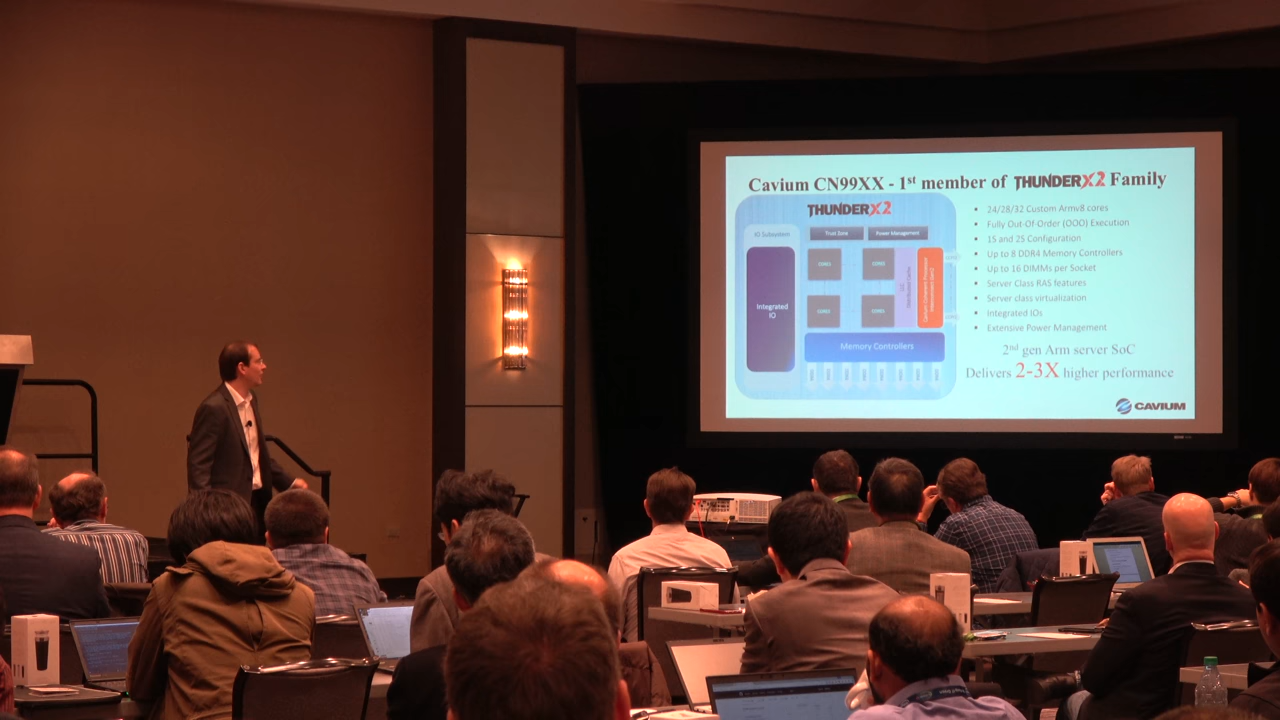 Cavium CN99XX - 1st member of THUNDERX2 Family
THUNDERX2
IO Subsystem
Trust Zone
Power Management
Integrated
IO
Memory Controllers
24/28/32 Custom Armv8 cores
Fully Out-Of-Order (OOO) Execution
1S and 2S Configuration
Up to 8 DDR4 Memory Controllers
Up to 16 DIMMs per Socket
Server Class RAS features
Server class virtualization
Integrated IOs
Extensive Power Management
2nd gen Arm server SoC
Delivers 2-3X higher performance
CAVIUM